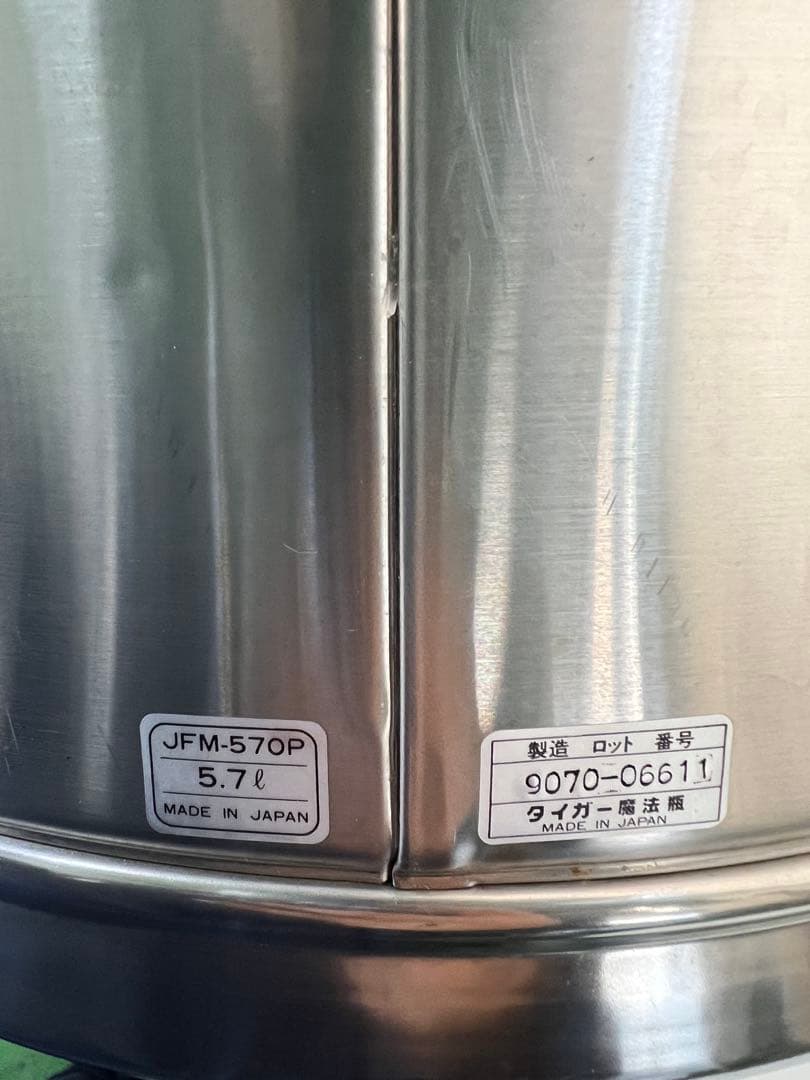 JFM-570P
5.7ℓ
MADE IN JAPAN
製造 ロット 番号
9070-06611
タイガー魔法瓶
MADE IN JAPAN